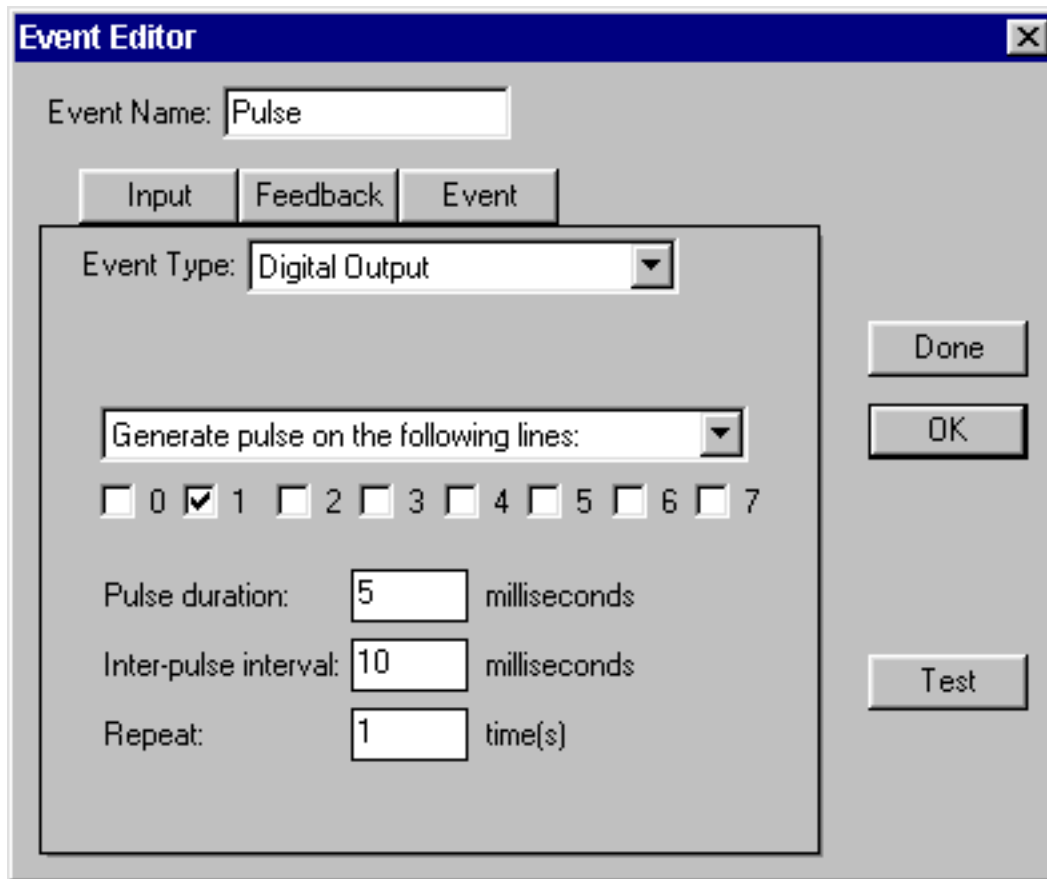 Event Editor
Event Name: Pulse
Input Feedback Event
Event Type: Digital Output
Done
Generate pulse on the following lines:
OK
0 1 2 3 4 5 6 7
Pulse duration: 5 milliseconds
Inter-pulse interval: 10 milliseconds
Test
Repeat: 1 time(s)